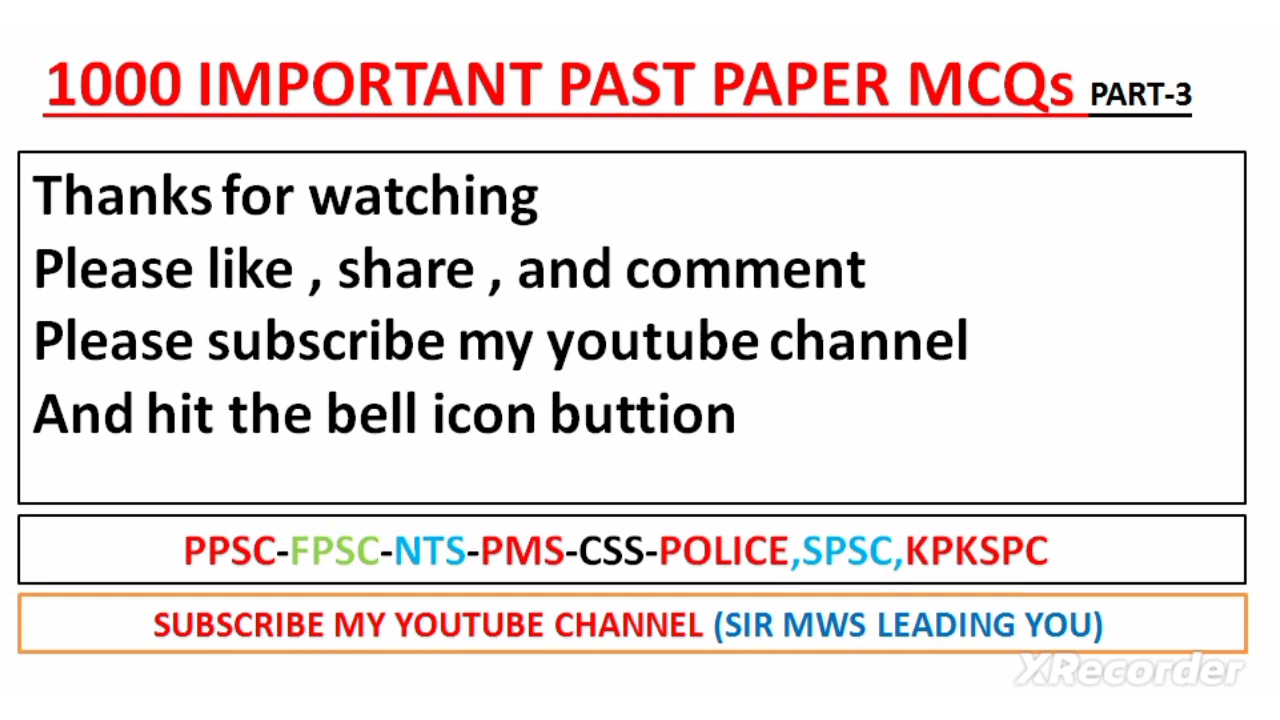 1000 IMPORTANT PAST PAPER MCQs PART-3
Thanks for watching
Please like , share , and comment
Please subscribe my youtube channel
And hit the bell icon buttion
PPSC-FPSC-NTS-PMS-CSS-POLICE,SPSC,KPKSPC
SUBSCRIBE MY YOUTUBE CHANNEL (SIR MWS LEADING YOU)
XRecorder